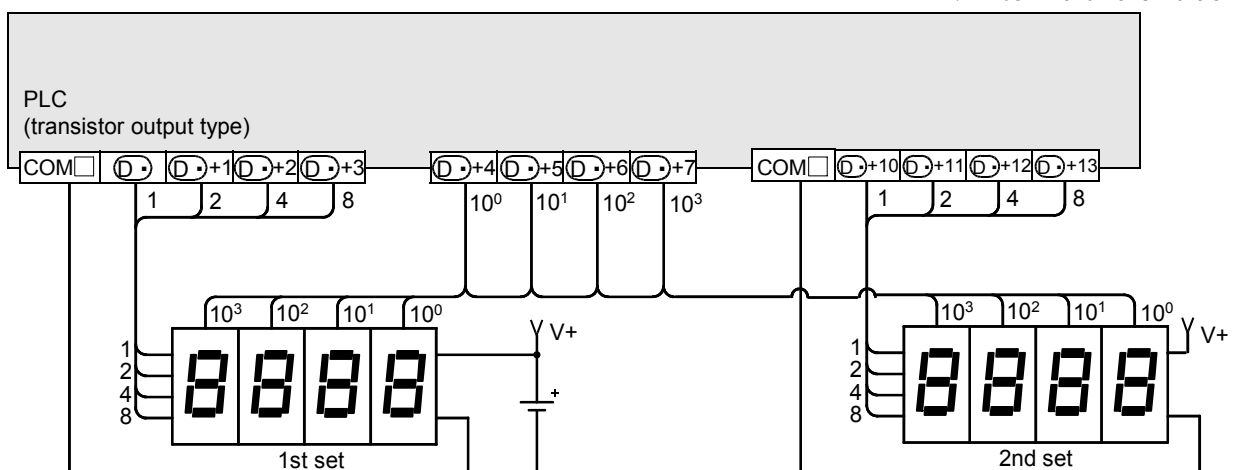 PLC
(transistor output type)
COM□ D· D·+1 D·+2 D·+3 D·+4 D·+5 D·+6 D·+7 COM□ D·+10 D·+11 D·+12 D·+13
1 2 4 8 10⁰ 10¹ 10² 10³ 1 2 4 8
10³ 10² 10¹ 10⁰ 10³ 10² 10¹ 10⁰
V+ V+
1 1
2 2
4 4
8 8
8888 8888
+
1st set 2nd set